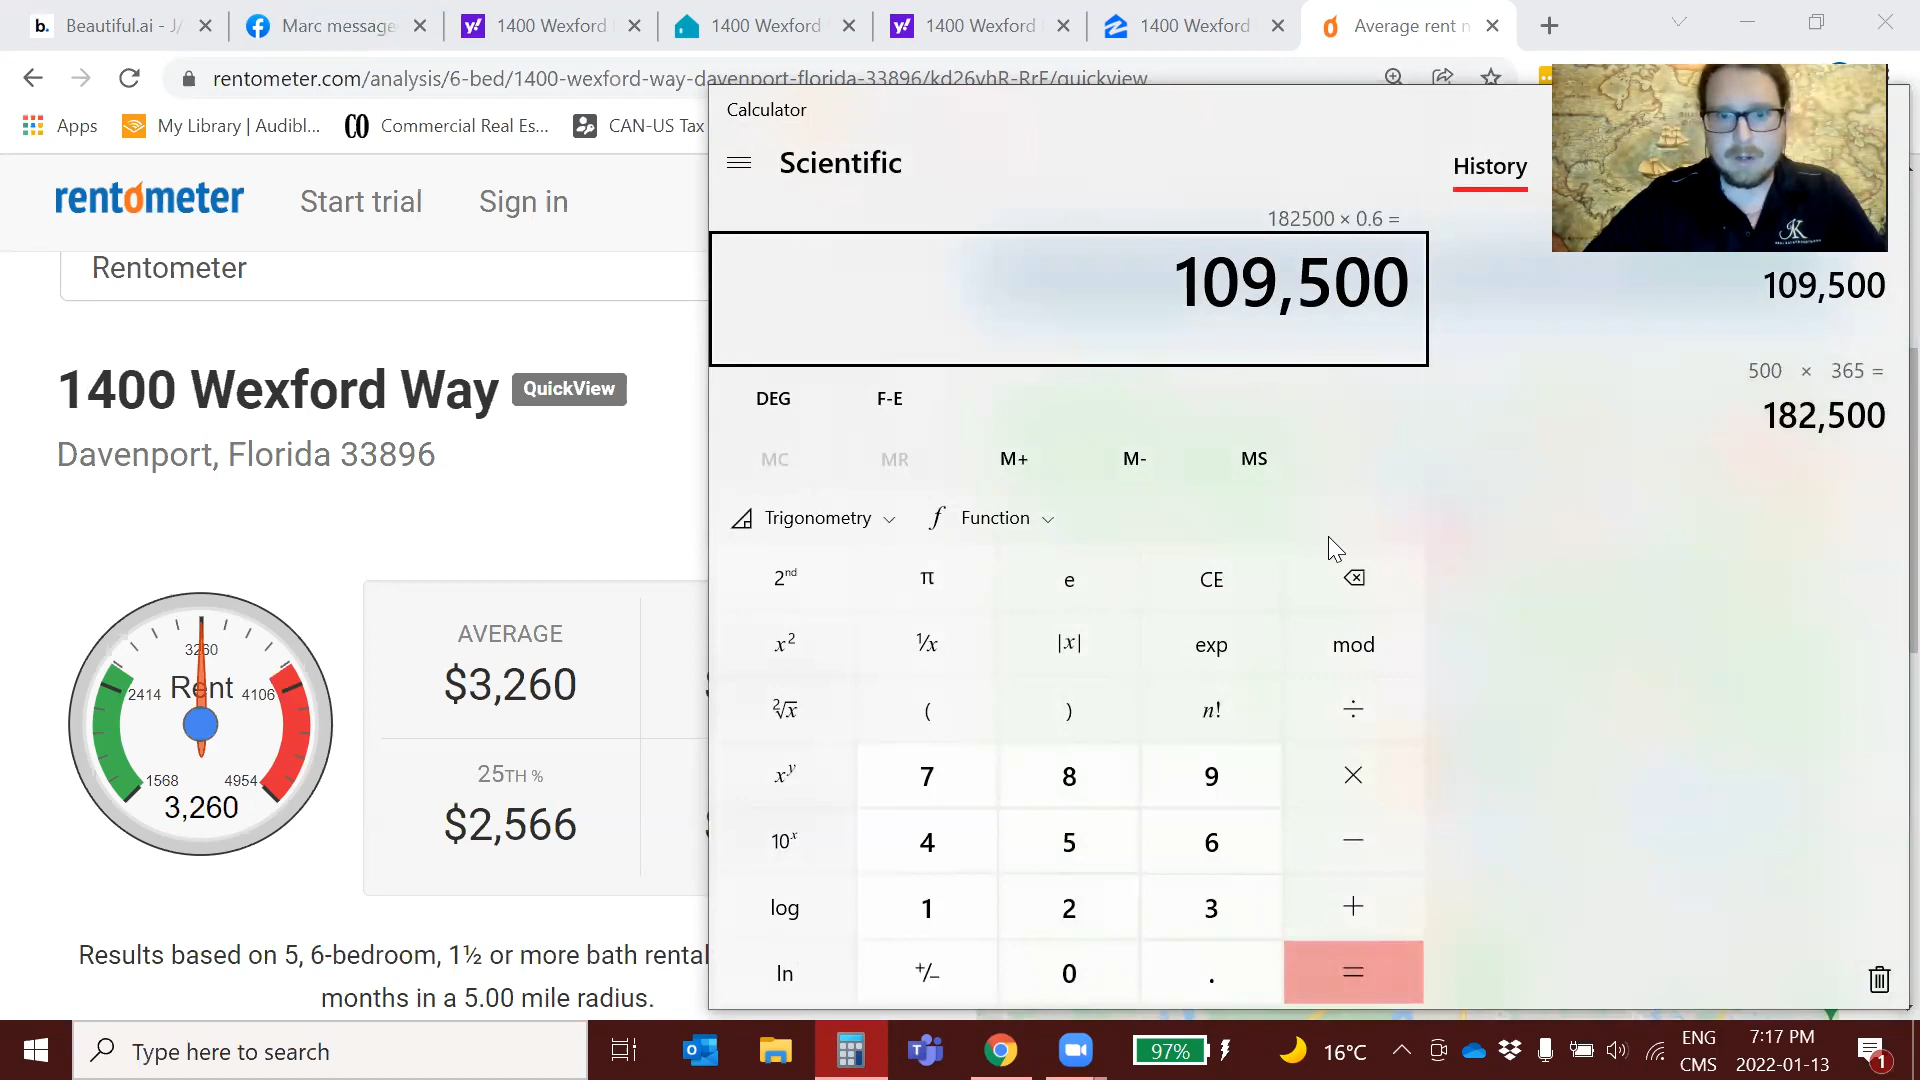 b. Beautiful.ai - J/
Marc message
1400 Wexford
1400 Wexford
1400 Wexford
1400 Wexford
Average rent n
rentometer.com/analysis/6-bed/1400-wexford-way-davenport-florida-33896/kd26yhR-RrE/quickview
Apps
My Library | Audibl...
Commercial Real Es...
CAN-US Tax
rentometer
Start trial
Sign in
Rentometer
1400 Wexford Way
QuickView
Davenport, Florida 33896
3260
Rent
2414
4106
1568
4954
3,260
AVERAGE
$3,260
25TH %
$2,566
Results based on 5, 6-bedroom, 1½ or more bath rental
months in a 5.00 mile radius.
Calculator
Scientific
History
182500 × 0.6 =
109,500
109,500
500 × 365 =
182,500
DEG F-E
MC MR M+ M- MS
Trigonometry
f Function
2nd π e CE
x² ⅟x |x| exp mod
²√x ( ) n! ÷
xʸ 7 8 9 ×
10ˣ 4 5 6 −
log 1 2 3 +
ln +/− 0 . =
JK
Type here to search
97%
16°C
ENG
CMS
7:17 PM
2022-01-13
1